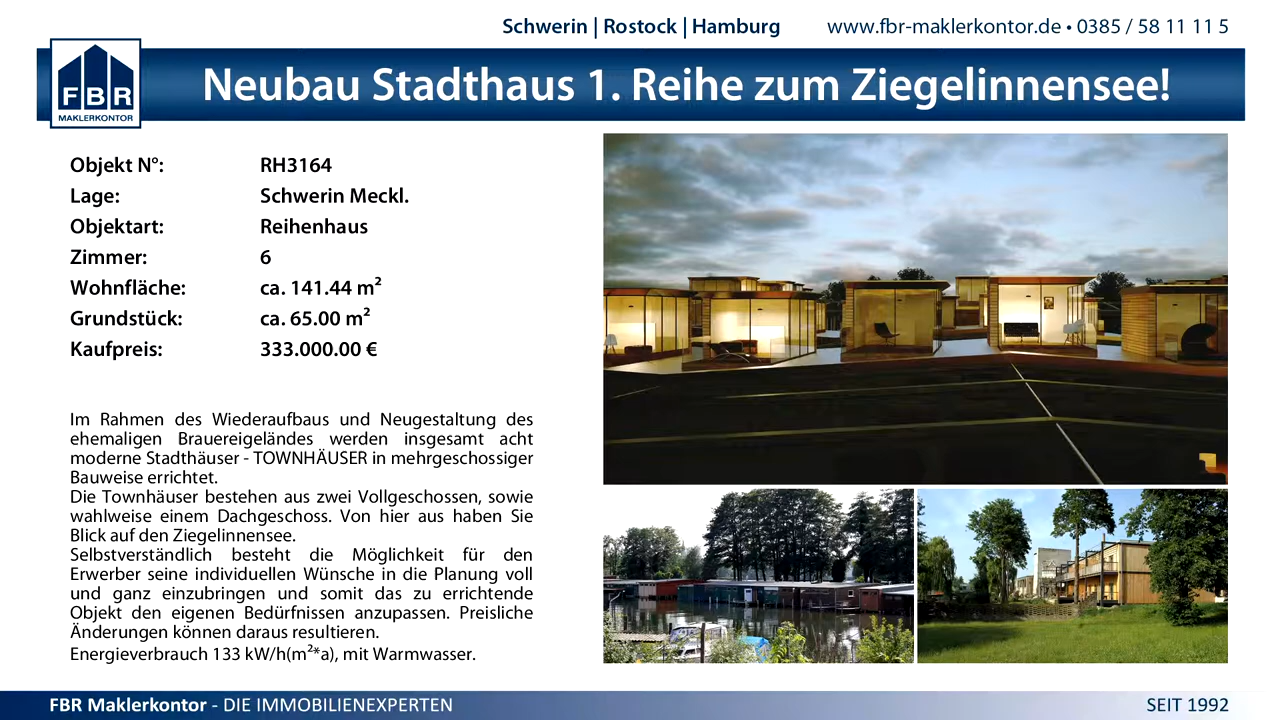 Schwerin | Rostock | Hamburg
www.fbr-maklerkontor.de • 0385 / 58 11 11 5
FBR
MAKLERKONTOR
Neubau Stadthaus 1. Reihe zum Ziegelinnensee!
Objekt N°: RH3164
Lage: Schwerin Meckl.
Objektart: Reihenhaus
Zimmer: 6
Wohnfläche: ca. 141.44 m²
Grundstück: ca. 65.00 m²
Kaufpreis: 333.000.00 €
Im Rahmen des Wiederaufbaus und Neugestaltung des
ehemaligen Brauereigeländes werden insgesamt acht
moderne Stadthäuser - TOWNHÄUSER in mehrgeschossiger
Bauweise errichtet.
Die Townhäuser bestehen aus zwei Vollgeschossen, sowie
wahlweise einem Dachgeschoss. Von hier aus haben Sie
Blick auf den Ziegelinnensee.
Selbstverständlich besteht die Möglichkeit für den
Erwerber seine individuellen Wünsche in die Planung voll
und ganz einzubringen und somit das zu errichtende
Objekt den eigenen Bedürfnissen anzupassen. Preisliche
Änderungen können daraus resultieren.
Energieverbrauch 133 kW/h(m²*a), mit Warmwasser.
FBR Maklerkontor - DIE IMMOBILIENEXPERTEN
SEIT 1992